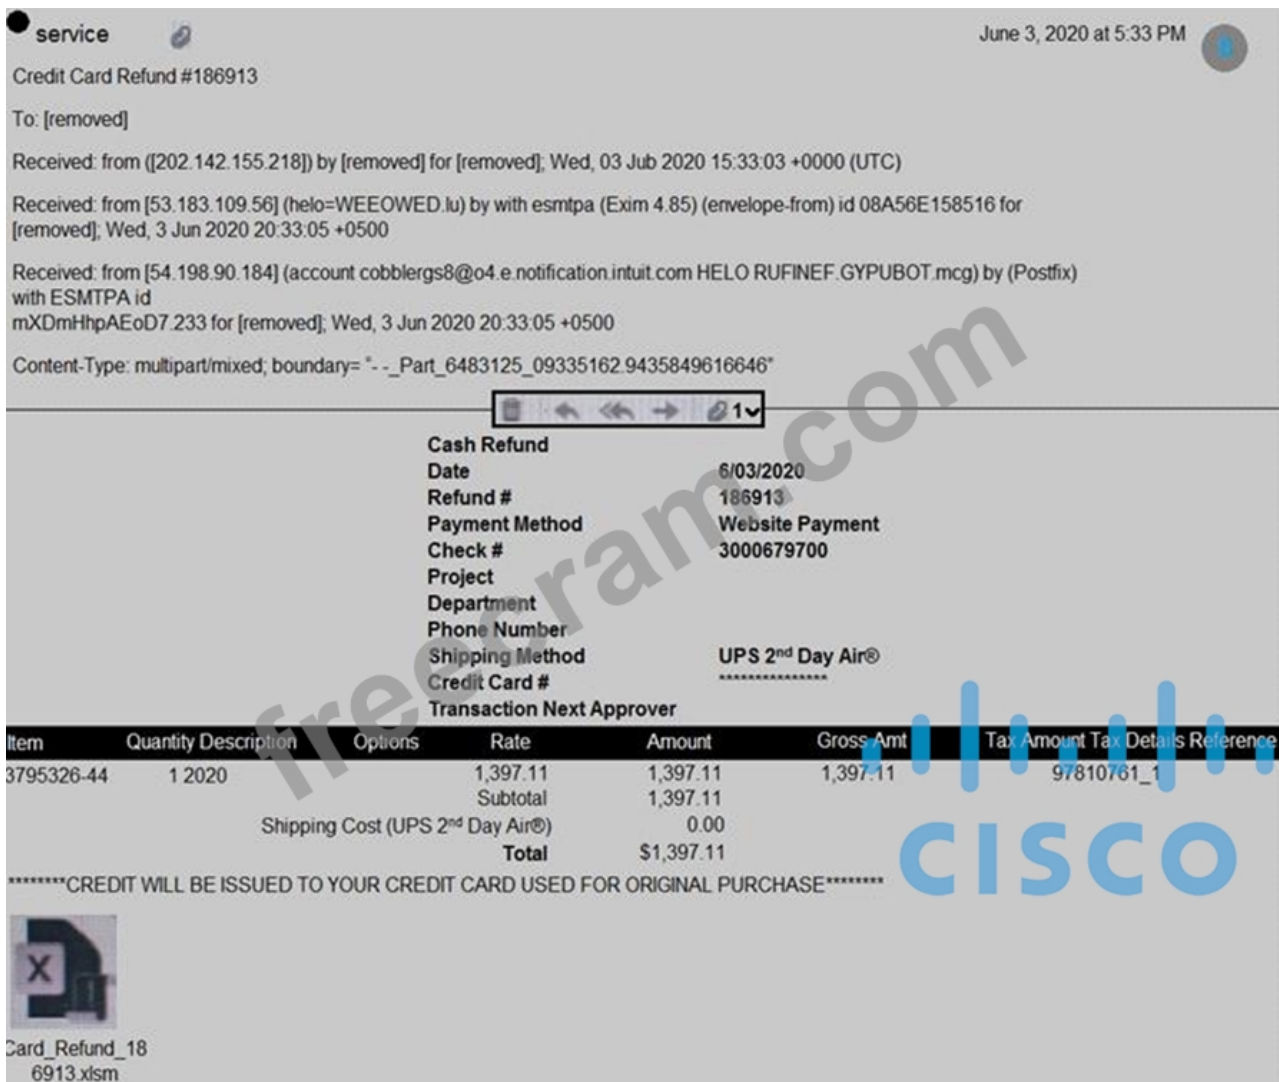 service
June 3, 2020 at 5:33 PM
Credit Card Refund #186913
To: [removed]
Received: from ([202.142.155.218]) by [removed] for [removed]; Wed, 03 Jub 2020 15:33:03 +0000 (UTC)
Received: from [53.183.109.56] (helo=WEEOWED.lu) by with esmtpa (Exim 4.85) (envelope-from) id 08A56E158516 for
[removed]; Wed, 3 Jun 2020 20:33:05 +0500
Received: from [54.198.90.184] (account cobblergs8@o4.e.notification.intuit.com HELO RUFINEF.GYPUBOT.mcg) by (Postfix)
with ESMTPA id
mXDmHhpAEoD7.233 for [removed]; Wed, 3 Jun 2020 20:33:05 +0500
Content-Type: multipart/mixed; boundary= "- -_Part_6483125_09335162.9435849616646"
1
Cash Refund
Date 6/03/2020
Refund # 186913
Payment Method Website Payment
Check # 3000679700
Project
Department
Phone Number
Shipping Method UPS 2nd Day Air®
Credit Card # ***************
Transaction Next Approver
Item Quantity Description Options Rate Amount Gross Amt Tax Amount Tax Details Reference
3795326-44 1 2020 1,397.11 1,397.11 1,397.11 97810761_1
Subtotal 1,397.11
Shipping Cost (UPS 2nd Day Air®) 0.00
Total $1,397.11
********CREDIT WILL BE ISSUED TO YOUR CREDIT CARD USED FOR ORIGINAL PURCHASE********
CISCO
X
Card_Refund_18
6913.xlsm
freecram.com